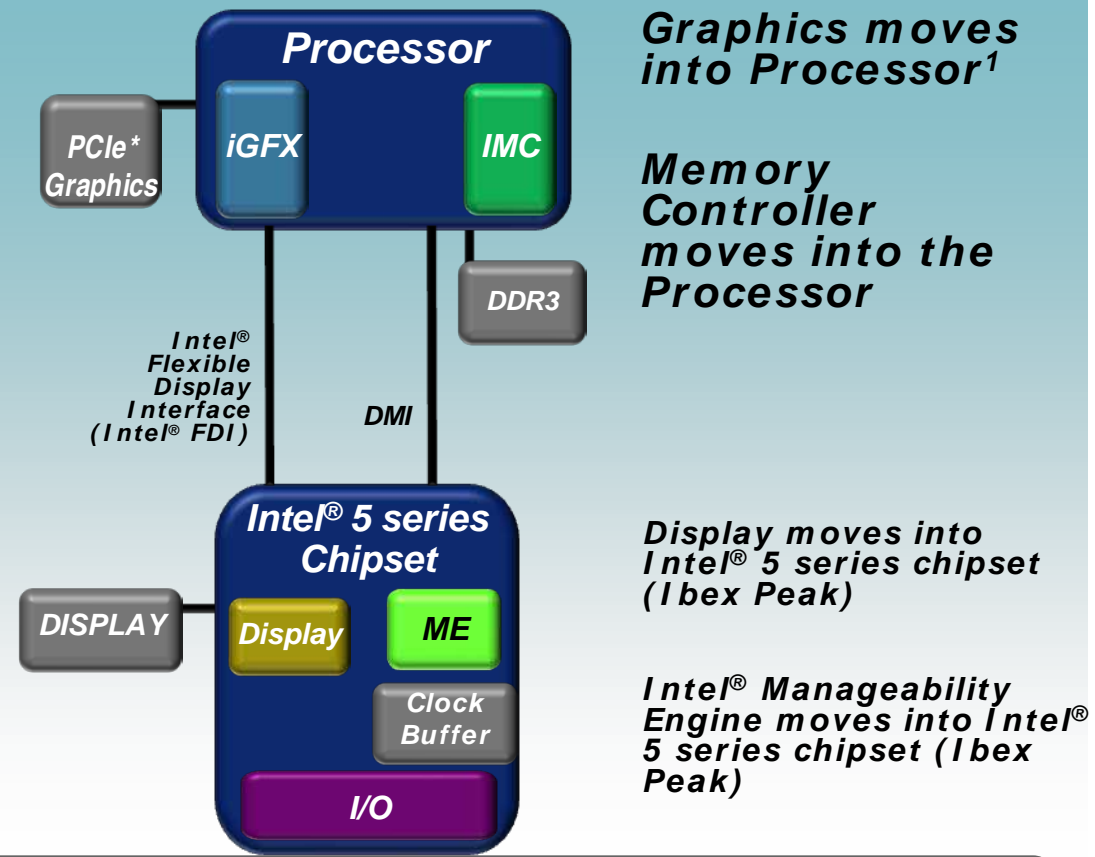 Processor
iGFX
IMC
PCIe*
Graphics
DDR3
Intel®
Flexible
Display
Interface
(Intel® FDI)
DMI
Intel® 5 series
Chipset
DISPLAY
Display
ME
Clock
Buffer
I/O
Graphics moves
into Processor¹
Memory
Controller
moves into the
Processor
Display moves into
Intel® 5 series chipset
(Ibex Peak)
Intel® Manageability
Engine moves into Intel®
5 series chipset (Ibex
Peak)